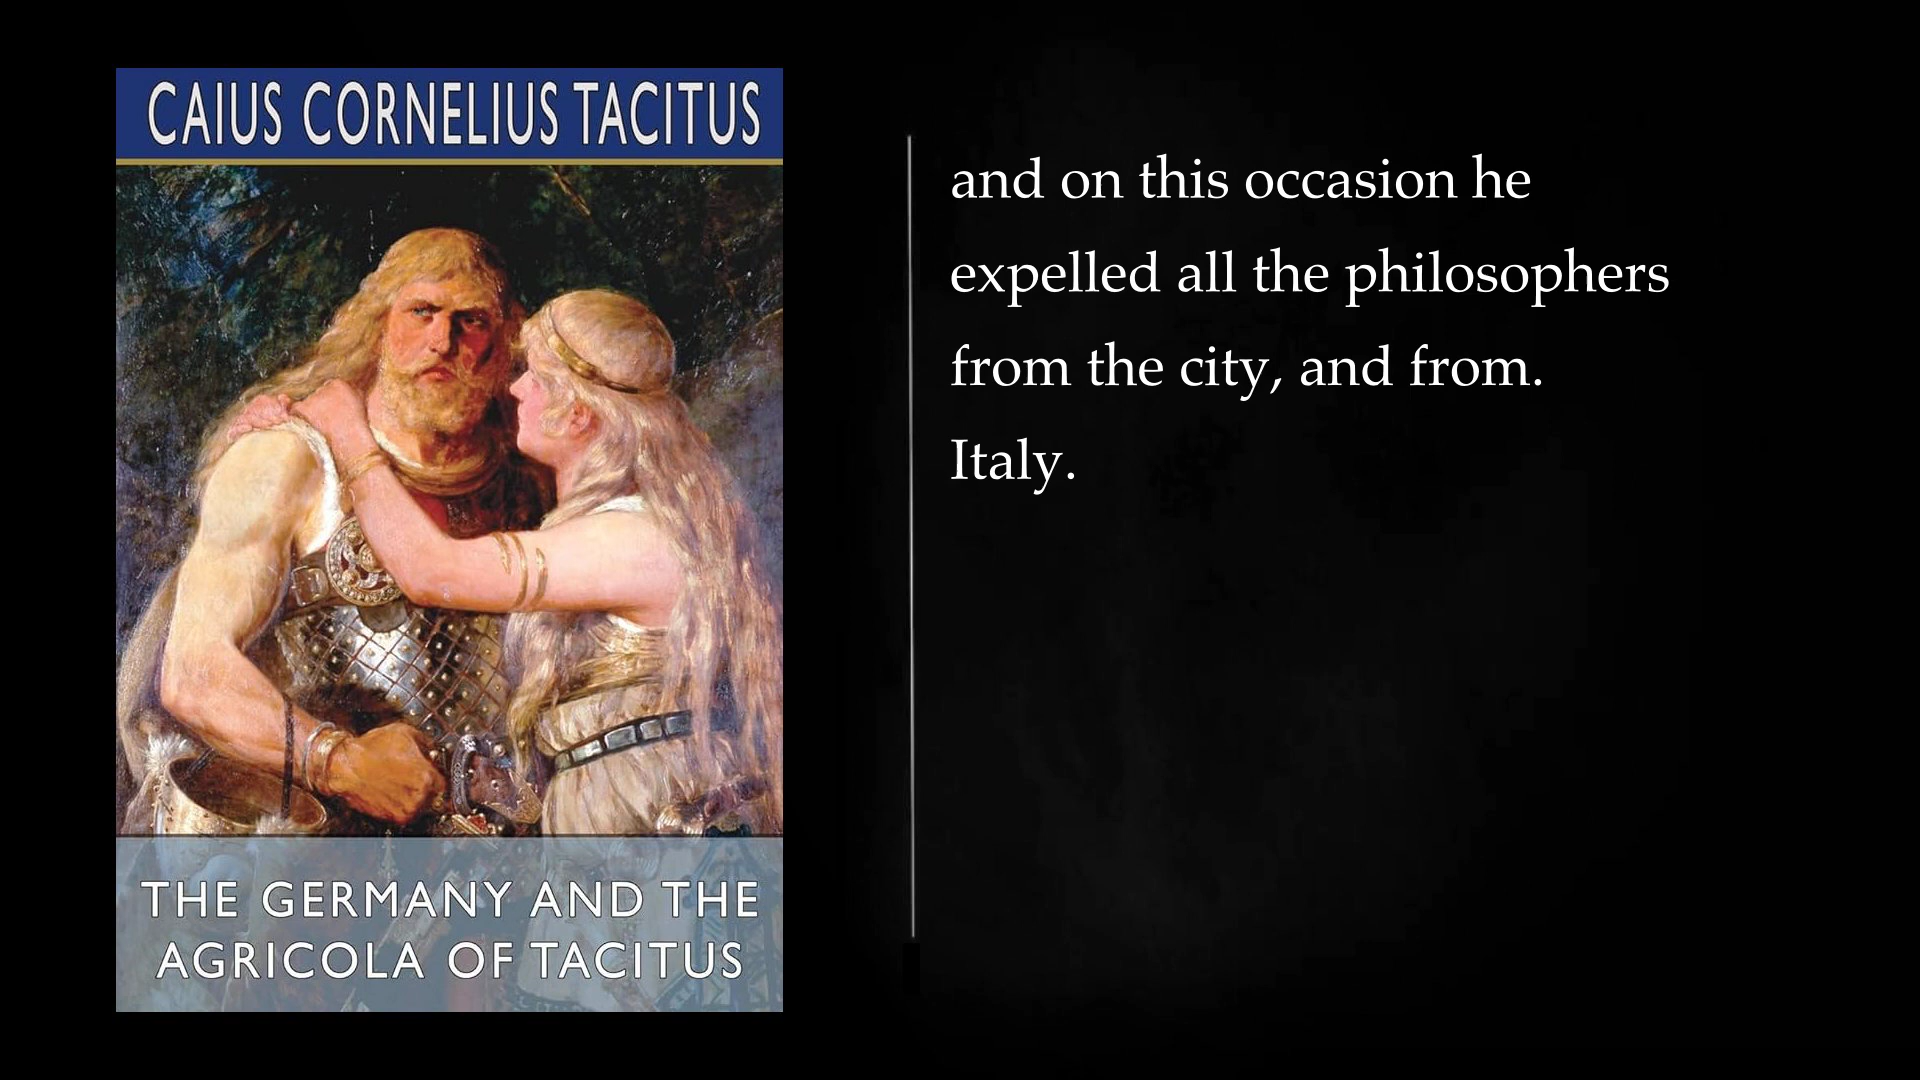 CAIUS CORNELIUS TACITUS
THE GERMANY AND THE
AGRICOLA OF TACITUS
and on this occasion he
expelled all the philosophers
from the city, and from.
Italy.